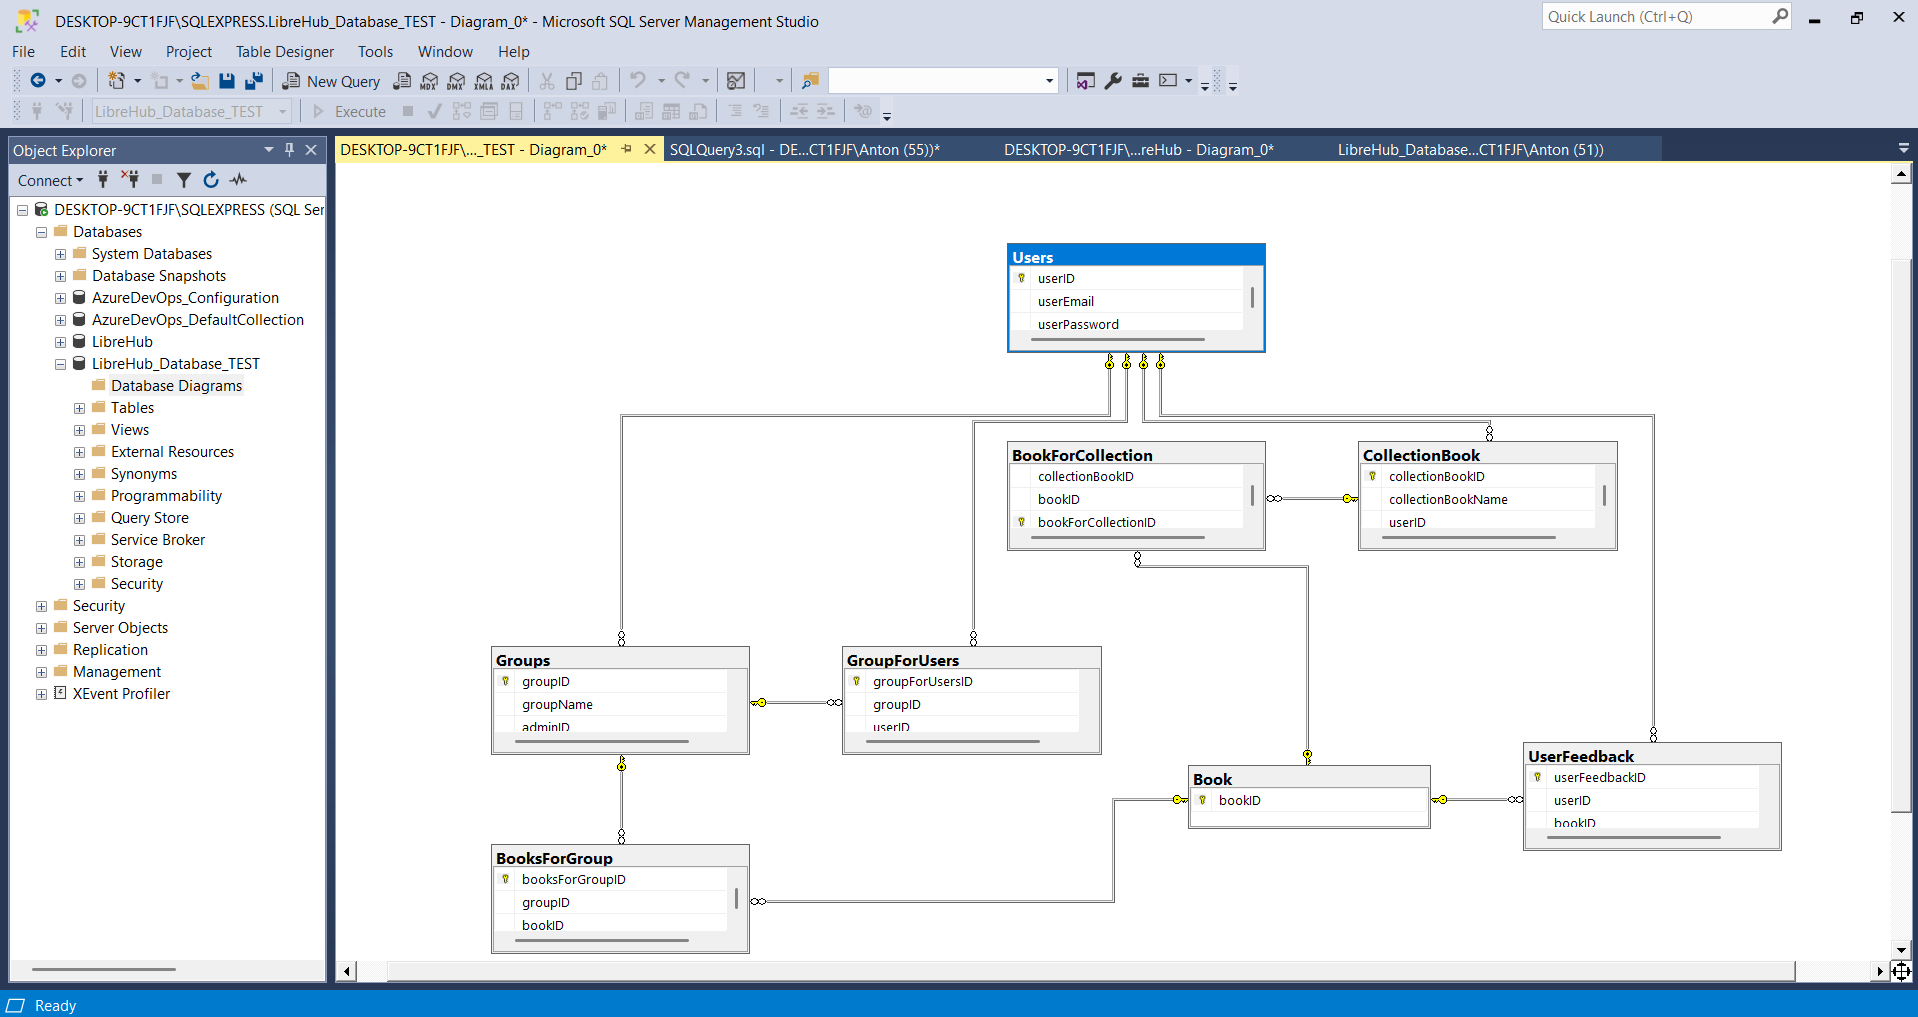 DESKTOP-9CT1FJF\SQLEXPRESS.LibreHub_Database_TEST - Diagram_0* - Microsoft SQL Server Management Studio
Quick Launch (Ctrl+Q)
File Edit View Project Table Designer Tools Window Help
New Query MDX DMX XMLA DAX
LibreHub_Database_TEST Execute
Object Explorer
DESKTOP-9CT1FJF\..._TEST - Diagram_0* SQLQuery3.sql - DE...CT1FJF\Anton (55))* DESKTOP-9CT1FJF\...reHub - Diagram_0* LibreHub_Database...CT1FJF\Anton (51))
Connect
DESKTOP-9CT1FJF\SQLEXPRESS (SQL Ser
Databases
System Databases
Database Snapshots
AzureDevOps_Configuration
AzureDevOps_DefaultCollection
LibreHub
LibreHub_Database_TEST
Database Diagrams
Tables
Views
External Resources
Synonyms
Programmability
Query Store
Service Broker
Storage
Security
Security
Server Objects
Replication
Management
XEvent Profiler
Users
userID
userEmail
userPassword
BookForCollection
collectionBookID
bookID
bookForCollectionID
CollectionBook
collectionBookID
collectionBookName
userID
Groups
groupID
groupName
adminID
GroupForUsers
groupForUsersID
groupID
userID
Book
bookID
UserFeedback
userFeedbackID
userID
bookID
BooksForGroup
booksForGroupID
groupID
bookID
Ready